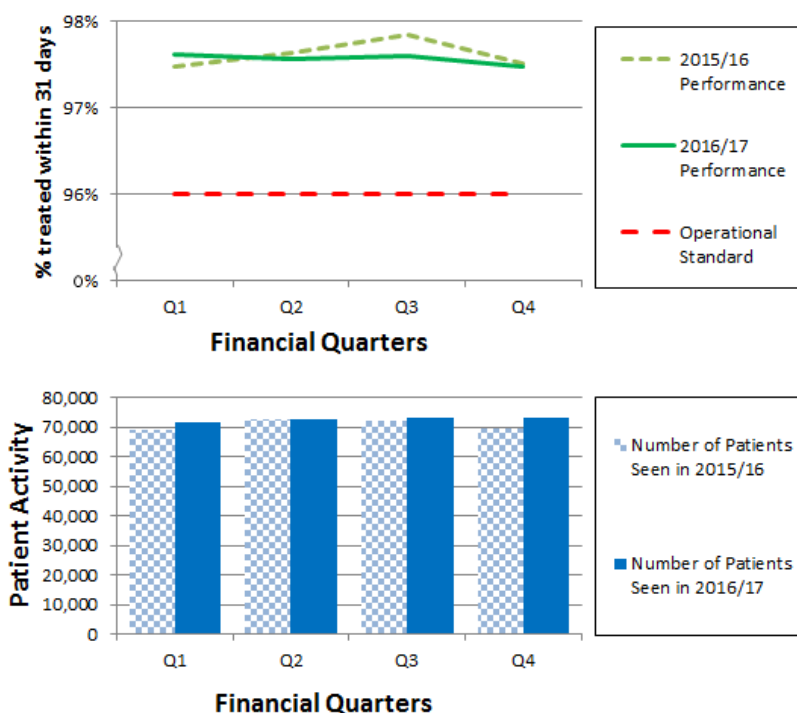 98%
97%
96%
0%
% treated within 31 days
Q1 Q2 Q3 Q4
Financial Quarters
2015/16
Performance
2016/17
Performance
Operational
Standard
80,000
70,000
60,000
50,000
40,000
30,000
20,000
10,000
0
Patient Activity
Q1 Q2 Q3 Q4
Financial Quarters
Number of Patients
Seen in 2015/16
Number of Patients
Seen in 2016/17